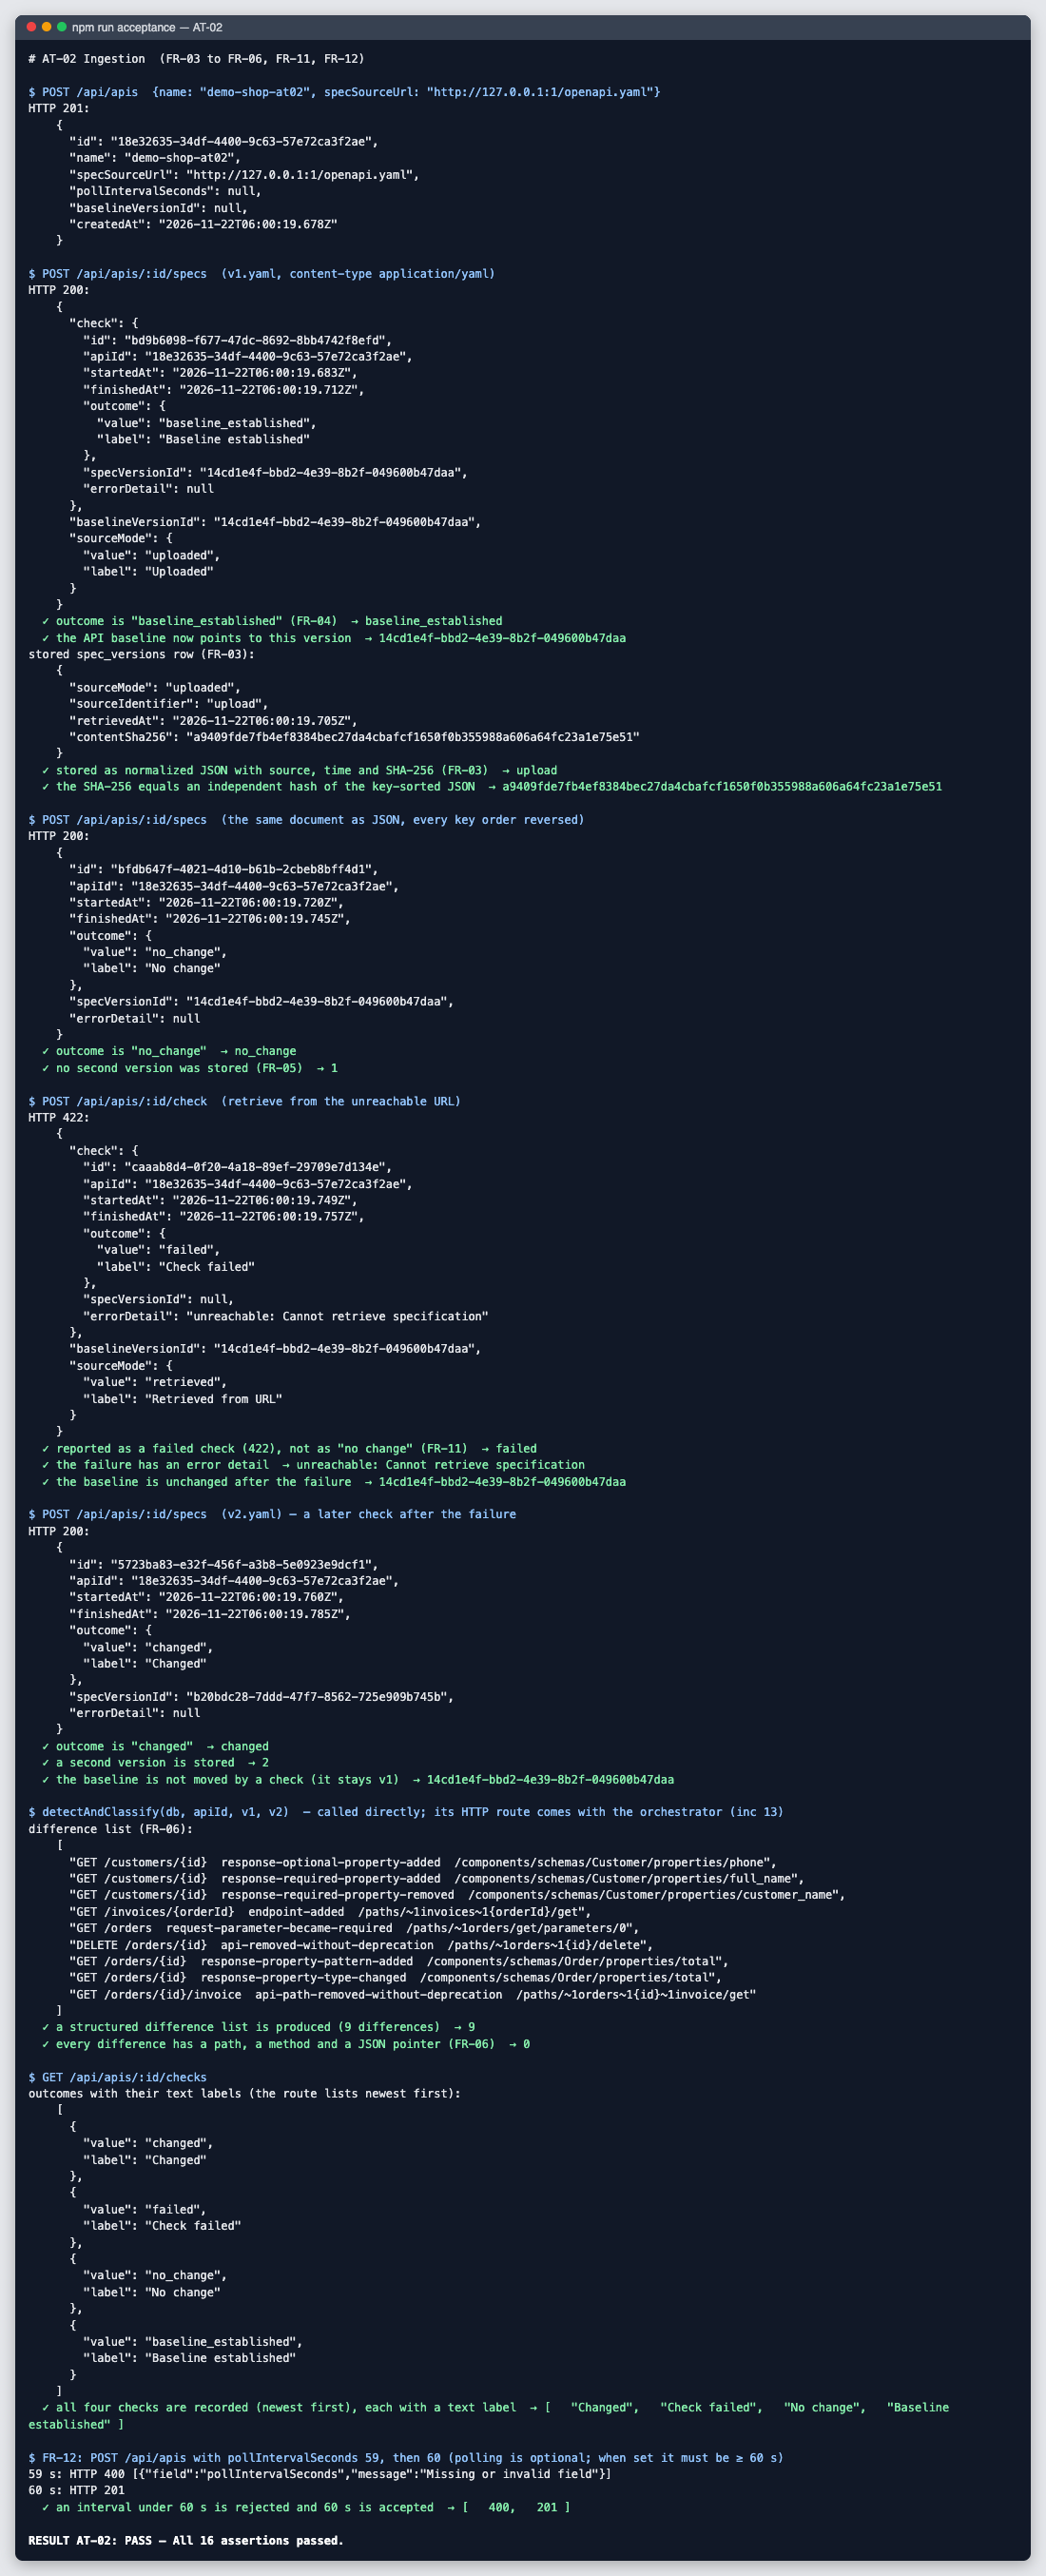 npm run acceptance — AT-02
# AT-02 Ingestion  (FR-03 to FR-06, FR-11, FR-12)
$ POST /api/apis  {name: "demo-shop-at02", specSourceUrl: "http://127.0.0.1:1/openapi.yaml"}
HTTP 201:
    {
      "id": "18e32635-34df-4400-9c63-57e72ca3f2ae",
      "name": "demo-shop-at02",
      "specSourceUrl": "http://127.0.0.1:1/openapi.yaml",
      "pollIntervalSeconds": null,
      "baselineVersionId": null,
      "createdAt": "2026-11-22T06:00:19.678Z"
    }
$ POST /api/apis/:id/specs  (v1.yaml, content-type application/yaml)
HTTP 200:
    {
      "check": {
        "id": "bd9b6098-f677-47dc-8692-8bb4742f8efd",
        "apiId": "18e32635-34df-4400-9c63-57e72ca3f2ae",
        "startedAt": "2026-11-22T06:00:19.683Z",
        "finishedAt": "2026-11-22T06:00:19.712Z",
        "outcome": {
          "value": "baseline_established",
          "label": "Baseline established"
        },
        "specVersionId": "14cd1e4f-bbd2-4e39-8b2f-049600b47daa",
        "errorDetail": null
      },
      "baselineVersionId": "14cd1e4f-bbd2-4e39-8b2f-049600b47daa",
      "sourceMode": {
        "value": "uploaded",
        "label": "Uploaded"
      }
    }
  ✓ outcome is "baseline_established" (FR-04)  → baseline_established
  ✓ the API baseline now points to this version  → 14cd1e4f-bbd2-4e39-8b2f-049600b47daa
stored spec_versions row (FR-03):
    {
      "sourceMode": "uploaded",
      "sourceIdentifier": "upload",
      "retrievedAt": "2026-11-22T06:00:19.705Z",
      "contentSha256": "a9409fde7fb4ef8384bec27da4cbafcf1650f0b355988a606a64fc23a1e75e51"
    }
  ✓ stored as normalized JSON with source, time and SHA-256 (FR-03)  → upload
  ✓ the SHA-256 equals an independent hash of the key-sorted JSON  → a9409fde7fb4ef8384bec27da4cbafcf1650f0b355988a606a64fc23a1e75e51
$ POST /api/apis/:id/specs  (the same document as JSON, every key order reversed)
HTTP 200:
    {
      "id": "bfdb647f-4021-4d10-b61b-2cbeb8bff4d1",
      "apiId": "18e32635-34df-4400-9c63-57e72ca3f2ae",
      "startedAt": "2026-11-22T06:00:19.720Z",
      "finishedAt": "2026-11-22T06:00:19.745Z",
      "outcome": {
        "value": "no_change",
        "label": "No change"
      },
      "specVersionId": "14cd1e4f-bbd2-4e39-8b2f-049600b47daa",
      "errorDetail": null
    }
  ✓ outcome is "no_change"  → no_change
  ✓ no second version was stored (FR-05)  → 1
$ POST /api/apis/:id/check  (retrieve from the unreachable URL)
HTTP 422:
    {
      "check": {
        "id": "caaab8d4-0f20-4a18-89ef-29709e7d134e",
        "apiId": "18e32635-34df-4400-9c63-57e72ca3f2ae",
        "startedAt": "2026-11-22T06:00:19.749Z",
        "finishedAt": "2026-11-22T06:00:19.757Z",
        "outcome": {
          "value": "failed",
          "label": "Check failed"
        },
        "specVersionId": null,
        "errorDetail": "unreachable: Cannot retrieve specification"
      },
      "baselineVersionId": "14cd1e4f-bbd2-4e39-8b2f-049600b47daa",
      "sourceMode": {
        "value": "retrieved",
        "label": "Retrieved from URL"
      }
    }
  ✓ reported as a failed check (422), not as "no change" (FR-11)  → failed
  ✓ the failure has an error detail  → unreachable: Cannot retrieve specification
  ✓ the baseline is unchanged after the failure  → 14cd1e4f-bbd2-4e39-8b2f-049600b47daa
$ POST /api/apis/:id/specs  (v2.yaml) — a later check after the failure
HTTP 200:
    {
      "id": "5723ba83-e32f-456f-a3b8-5e0923e9dcf1",
      "apiId": "18e32635-34df-4400-9c63-57e72ca3f2ae",
      "startedAt": "2026-11-22T06:00:19.760Z",
      "finishedAt": "2026-11-22T06:00:19.785Z",
      "outcome": {
        "value": "changed",
        "label": "Changed"
      },
      "specVersionId": "b20bdc28-7ddd-47f7-8562-725e909b745b",
      "errorDetail": null
    }
  ✓ outcome is "changed"  → changed
  ✓ a second version is stored  → 2
  ✓ the baseline is not moved by a check (it stays v1)  → 14cd1e4f-bbd2-4e39-8b2f-049600b47daa
$ detectAndClassify(db, apiId, v1, v2)  — called directly; its HTTP route comes with the orchestrator (inc 13)
difference list (FR-06):
    [
      "GET /customers/{id}  response-optional-property-added  /components/schemas/Customer/properties/phone",
      "GET /customers/{id}  response-required-property-added  /components/schemas/Customer/properties/full_name",
      "GET /customers/{id}  response-required-property-removed  /components/schemas/Customer/properties/customer_name",
      "GET /invoices/{orderId}  endpoint-added  /paths/~1invoices~1{orderId}/get",
      "GET /orders  request-parameter-became-required  /paths/~1orders/get/parameters/0",
      "DELETE /orders/{id}  api-removed-without-deprecation  /paths/~1orders~1{id}/delete",
      "GET /orders/{id}  response-property-pattern-added  /components/schemas/Order/properties/total",
      "GET /orders/{id}  response-property-type-changed  /components/schemas/Order/properties/total",
      "GET /orders/{id}/invoice  api-path-removed-without-deprecation  /paths/~1orders~1{id}~1invoice/get"
    ]
  ✓ a structured difference list is produced (9 differences)  → 9
  ✓ every difference has a path, a method and a JSON pointer (FR-06)  → 0
$ GET /api/apis/:id/checks
outcomes with their text labels (the route lists newest first):
    [
      {
        "value": "changed",
        "label": "Changed"
      },
      {
        "value": "failed",
        "label": "Check failed"
      },
      {
        "value": "no_change",
        "label": "No change"
      },
      {
        "value": "baseline_established",
        "label": "Baseline established"
      }
    ]
  ✓ all four checks are recorded (newest first), each with a text label  → [   "Changed",   "Check failed",   "No change",   "Baseline
established" ]
$ FR-12: POST /api/apis with pollIntervalSeconds 59, then 60 (polling is optional; when set it must be ≥ 60 s)
59 s: HTTP 400 [{"field":"pollIntervalSeconds","message":"Missing or invalid field"}]
60 s: HTTP 201
  ✓ an interval under 60 s is rejected and 60 s is accepted  → [   400,   201 ]
RESULT AT-02: PASS — All 16 assertions passed.